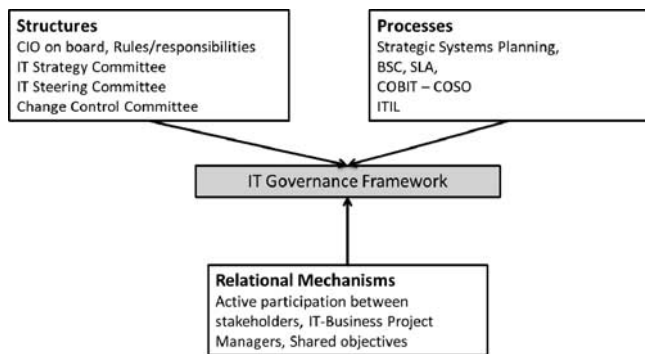 Structures
CIO on board, Rules/responsibilities
IT Strategy Committee
IT Steering Committee
Change Control Committee
Processes
Strategic Systems Planning,
BSC, SLA,
COBIT – COSO
ITIL
IT Governance Framework
Relational Mechanisms
Active participation between
stakeholders, IT-Business Project
Managers, Shared objectives